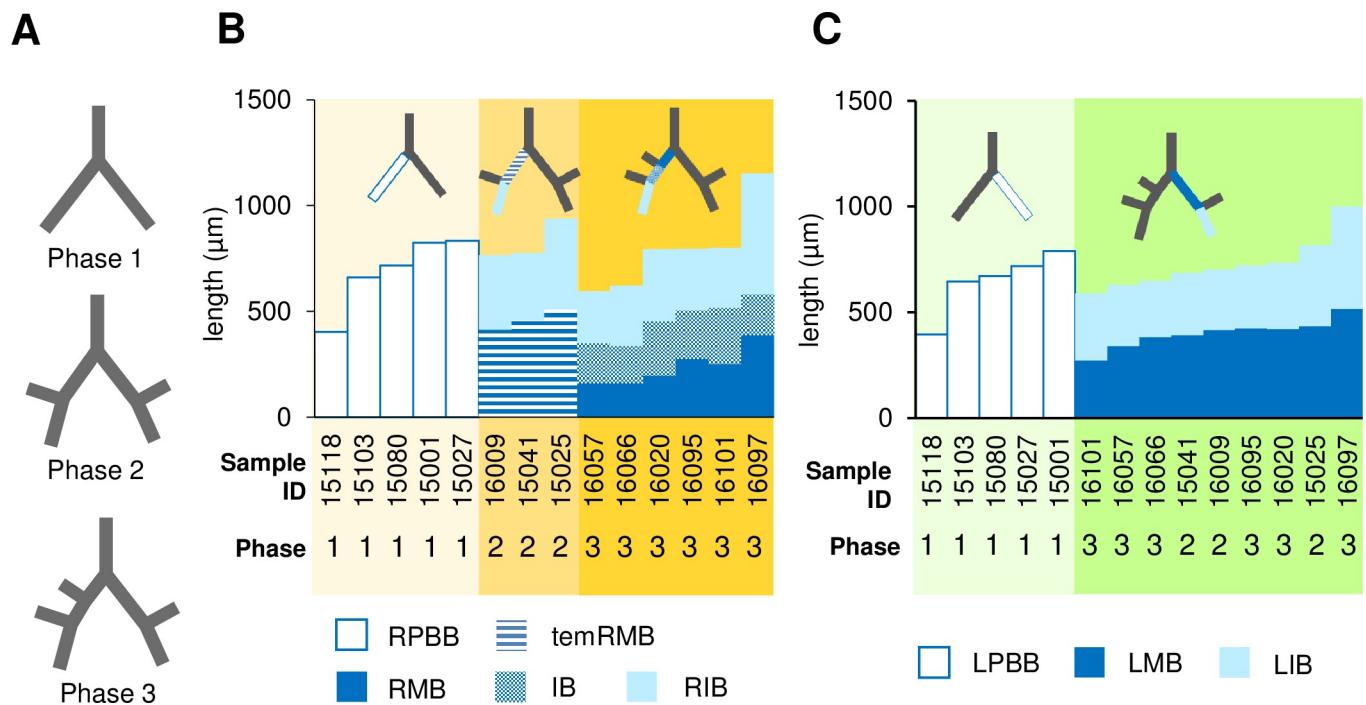 A
B
C
Phase 1
Phase 2
Phase 3
1500
1000
500
0
length (µm)
Sample ID
15118 15103 15080 15001 15027 16009 15041 15025 16057 16066 16020 16095 16101 16097
Phase 1 1 1 1 1 2 2 2 3 3 3 3 3 3
RPBB temRMB
RMB IB RIB
1500
1000
500
0
length (µm)
Sample ID
15118 15103 15080 15027 15001 16101 16057 16066 15041 16009 16095 16020 15025 16097
Phase 1 1 1 1 1 3 3 3 2 2 3 3 2 3
LPBB LMB LIB